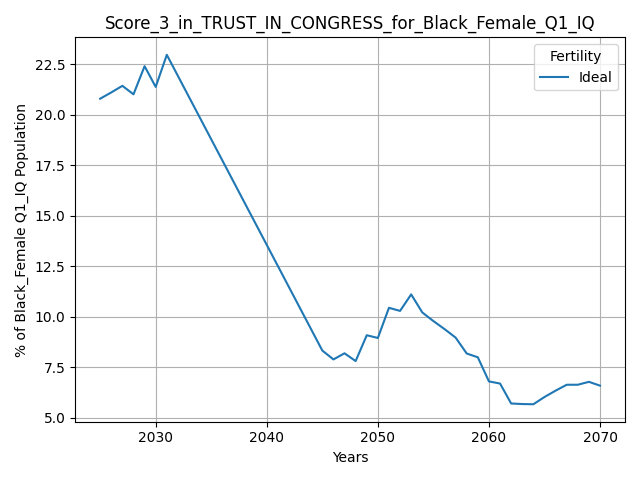 Score_3_in_TRUST_IN_CONGRESS_for_Black_Female_Q1_IQ
Fertility
Ideal
22.5
20.0
17.5
15.0
12.5
10.0
7.5
5.0
% of Black_Female Q1_IQ Population
2030
2040
2050
2060
2070
Years